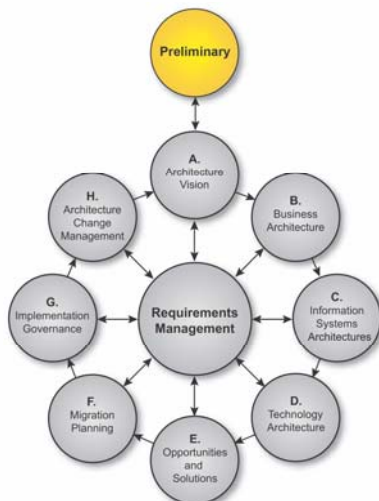 Preliminary
A.
Architecture
Vision
B.
Business
Architecture
C.
Information
Systems
Architectures
D.
Technology
Architecture
E.
Opportunities
and
Solutions
F.
Migration
Planning
G.
Implementation
Governance
H.
Architecture
Change
Management
Requirements
Management